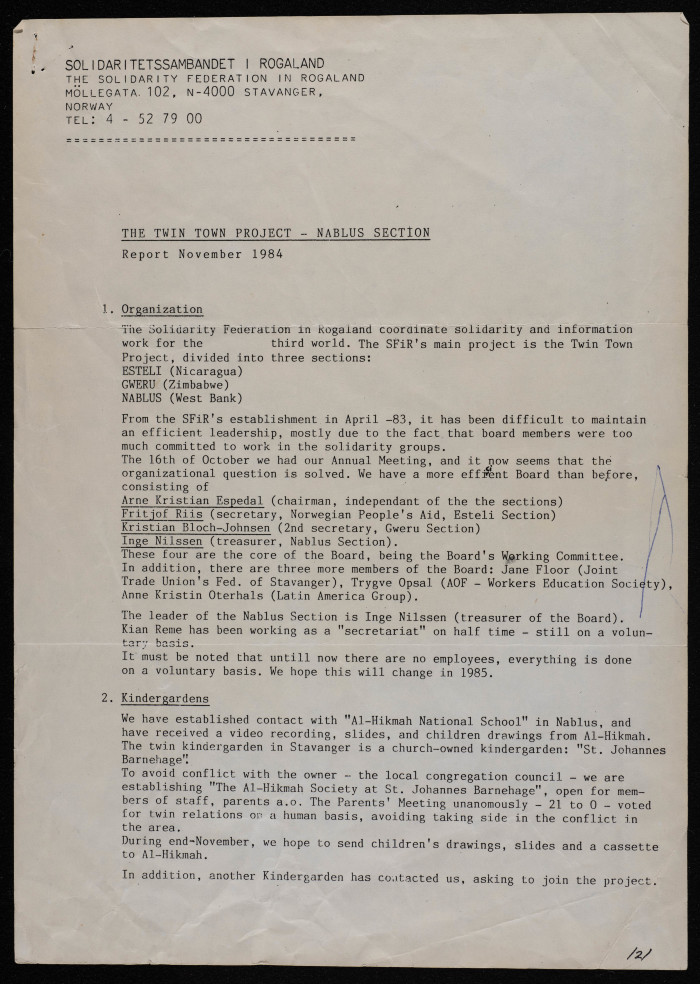 SOLIDARITETSSAMBANDET I ROGALAND
THE SOLIDARITY FEDERATION IN ROGALAND
MÖLLEGATA 102, N-4000 STAVANGER,
NORWAY
TEL: 4 - 52 79 00
===================================
THE TWIN TOWN PROJECT - NABLUS SECTION
Report November 1984
1. Organization
The Solidarity Federation in Rogaland coordinate solidarity and information
work for the third world. The SFiR's main project is the Twin Town
Project, divided into three sections:
ESTELI (Nicaragua)
GWERU (Zimbabwe)
NABLUS (West Bank)
From the SFiR's establishment in April -83, it has been difficult to maintain
an efficient leadership, mostly due to the fact that board members were too
much committed to work in the solidarity groups.
The 16th of October we had our Annual Meeting, and it now seems that the
organizational question is solved. We have a more effient Board than before,
consisting of
Arne Kristian Espedal (chairman, independant of the the sections)
Fritjof Riis (secretary, Norwegian People's Aid, Esteli Section)
Kristian Bloch-Johnsen (2nd secretary, Gweru Section)
Inge Nilssen (treasurer, Nablus Section).
These four are the core of the Board, being the Board's Working Committee.
In addition, there are three more members of the Board: Jane Floor (Joint
Trade Union's Fed. of Stavanger), Trygve Opsal (AOF - Workers Education Society),
Anne Kristin Oterhals (Latin America Group).
The leader of the Nablus Section is Inge Nilssen (treasurer of the Board).
Kian Reme has been working as a "secretariat" on half time - still on a volun-
tary basis.
It must be noted that untill now there are no employees, everything is done
on a voluntary basis. We hope this will change in 1985.
2. Kindergardens
We have established contact with "Al-Hikmah National School" in Nablus, and
have received a video recording, slides, and children drawings from Al-Hikmah.
The twin kindergarden in Stavanger is a church-owned kindergarden: "St. Johannes
Barnehage".
To avoid conflict with the owner - the local congregation council - we are
establishing "The Al-Hikmah Society at St. Johannes Barnehage", open for mem-
bers of staff, parents a.o. The Parents' Meeting unanomously - 21 to 0 - voted
for twin relations on a human basis, avoiding taking side in the conflict in
the area.
During end-November, we hope to send children's drawings, slides and a cassette
to Al-Hikmah.
In addition, another Kindergarden has contacted us, asking to join the project.
/2/